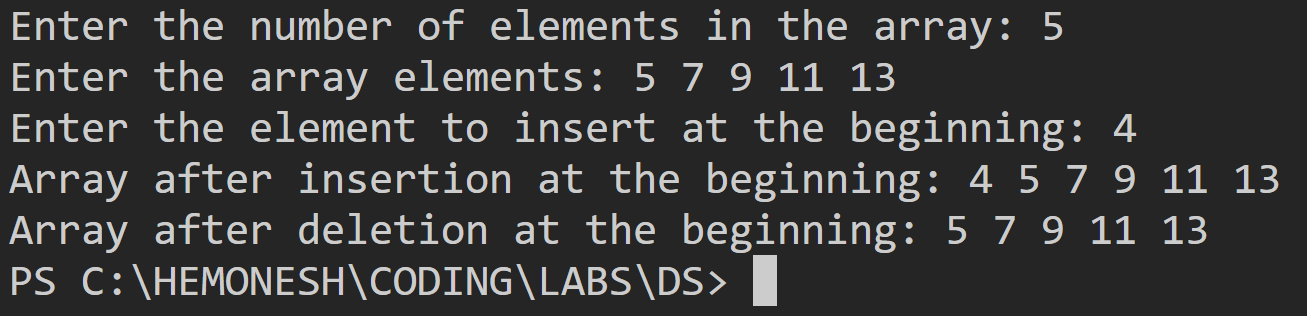 Enter the number of elements in the array: 5
Enter the array elements: 5 7 9 11 13
Enter the element to insert at the beginning: 4
Array after insertion at the beginning: 4 5 7 9 11 13
Array after deletion at the beginning: 5 7 9 11 13
PS C:\HEMONESH\CODING\LABS\DS>